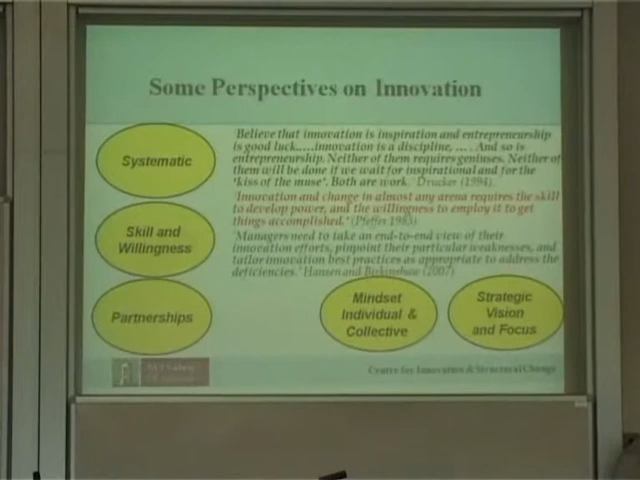 Some Perspectives on Innovation
Systematic
'Believe that innovation is inspiration and entrepreneurship
is good luck.....innovation is a discipline, .... And so is
entrepreneurship. Neither of them requires geniuses. Neither of
them will be done if we wait for inspirational and for the
'kiss of the muse'. Both are work.' Drucker (1994).
'Innovation and change in almost any arena requires the skill
to develop power, and the willingness to employ it to get
things accomplished.' (Pfeffer 1983)
Skill and
Willingness
'Managers need to take an end-to-end view of their
innovation efforts, pinpoint their particular weaknesses, and
tailor innovation best practices as appropriate to address the
deficiencies.' Hansen and Birkinshaw (2007)
Partnerships
Mindset
Individual &
Collective
Strategic
Vision
and Focus
Centre for Innovation & Structural Change